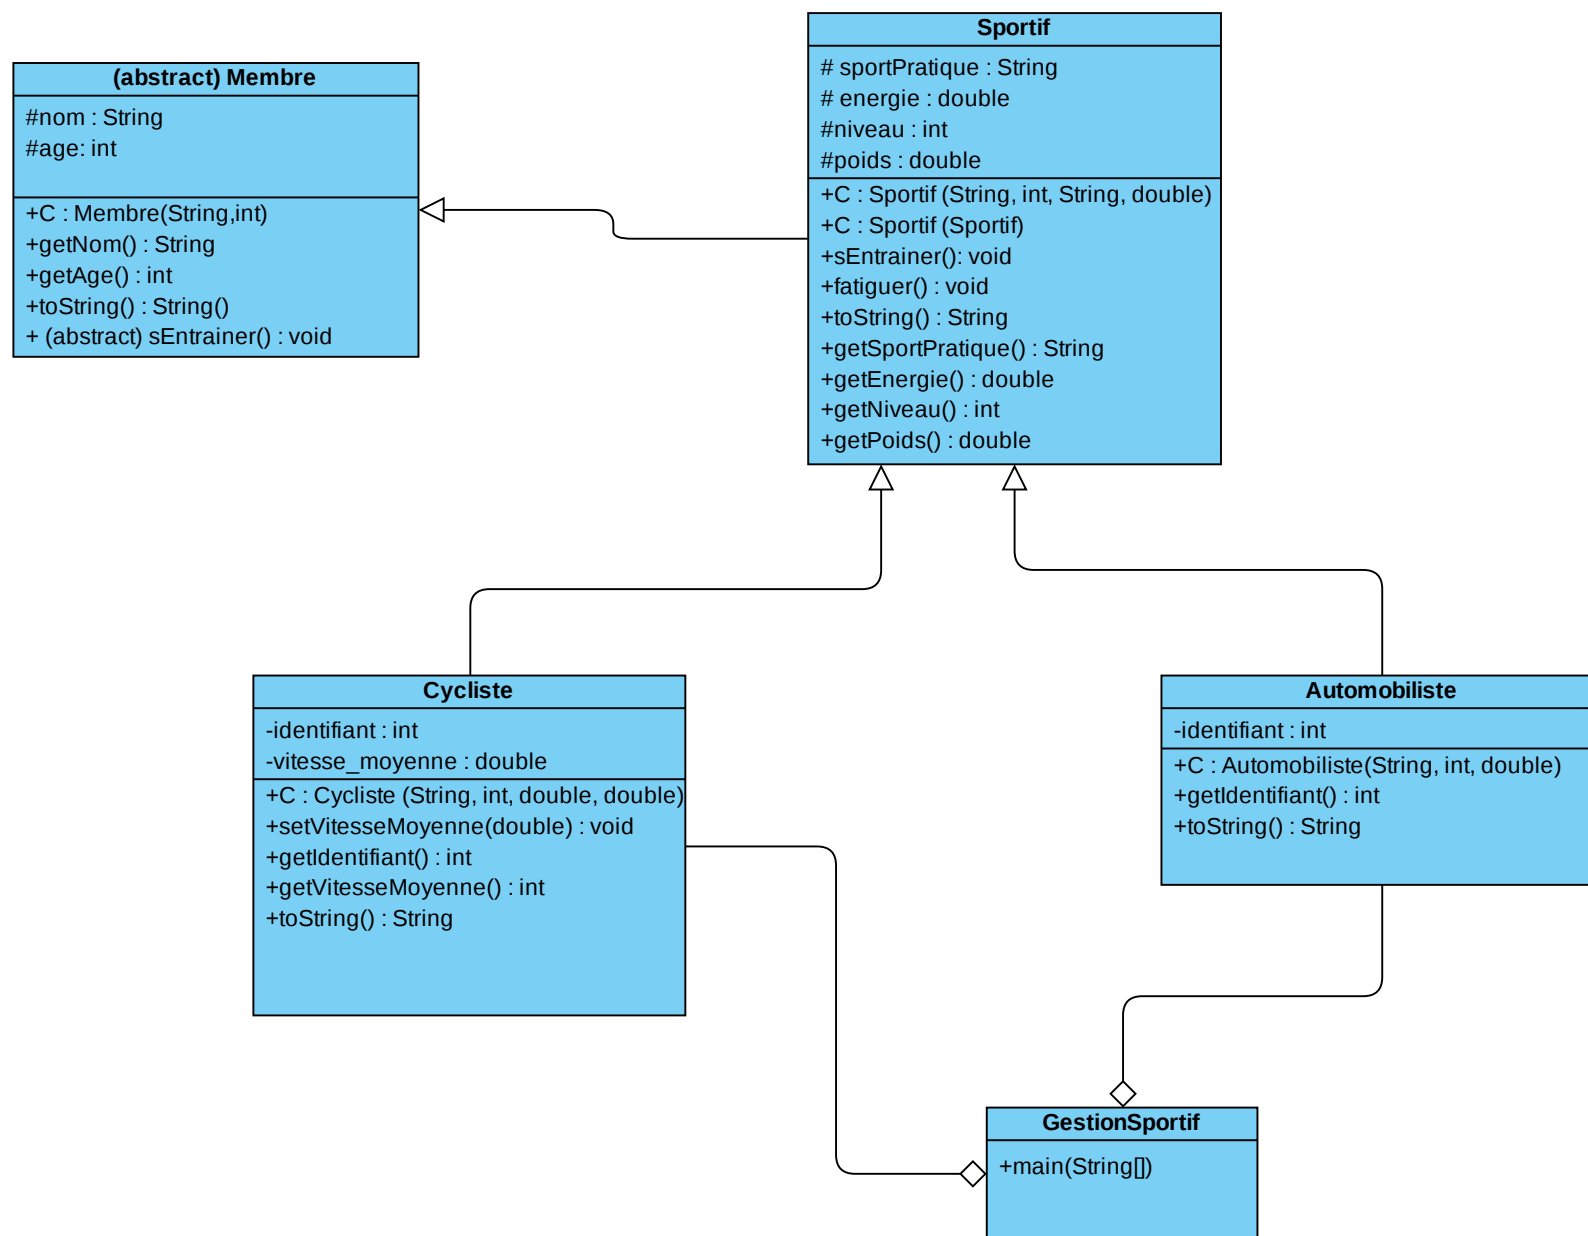 (abstract) Membre
#nom : String
#age: int
+C : Membre(String,int)
+getNom() : String
+getAge() : int
+toString() : String()
+ (abstract) sEntrainer() : void
Sportif
# sportPratique : String
# energie : double
#niveau : int
#poids : double
+C : Sportif (String, int, String, double)
+C : Sportif (Sportif)
+sEntrainer(): void
+fatiguer() : void
+toString() : String
+getSportPratique() : String
+getEnergie() : double
+getNiveau() : int
+getPoids() : double
Cycliste
-identifiant : int
-vitesse_moyenne : double
+C : Cycliste (String, int, double, double)
+setVitesseMoyenne(double) : void
+getIdentifiant() : int
+getVitesseMoyenne() : int
+toString() : String
Automobiliste
-identifiant : int
+C : Automobiliste(String, int, double)
+getIdentifiant() : int
+toString() : String
GestionSportif
+main(String[])